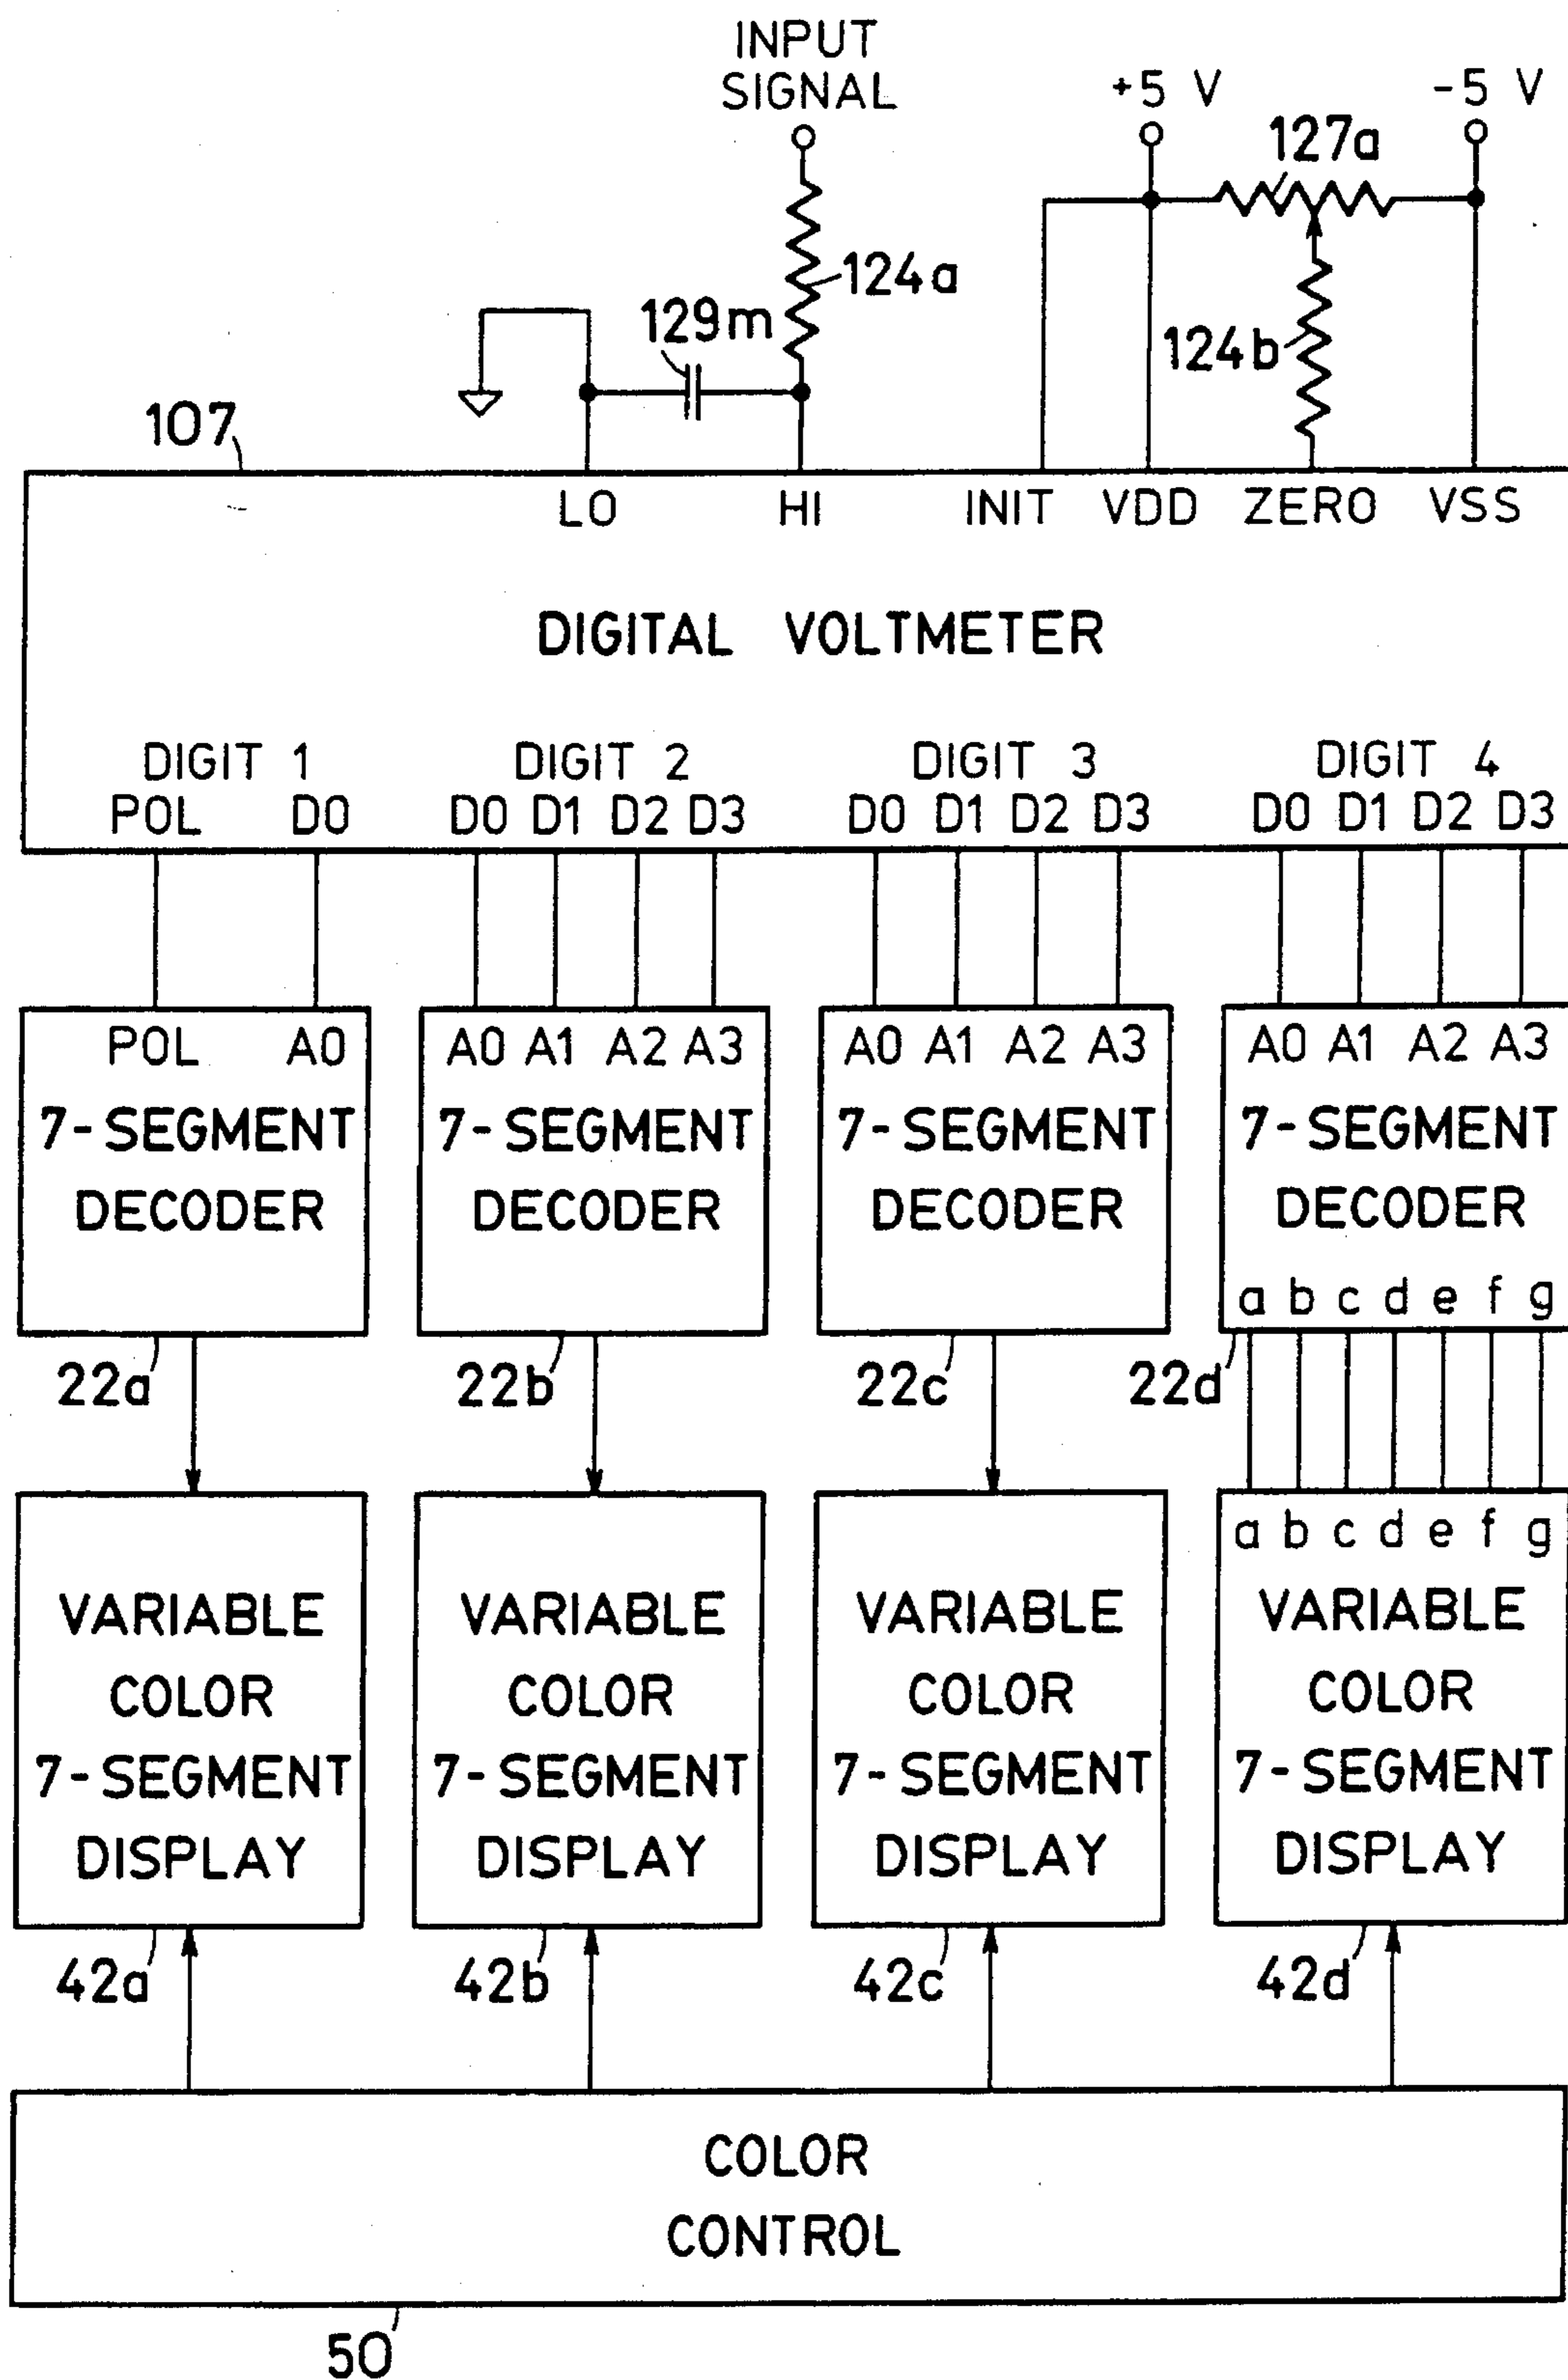 INPUT
SIGNAL
+5 V
-5 V
127a
124a
129m
124b
107
LO HI INIT VDD ZERO VSS
DIGITAL VOLTMETER
DIGIT 1 DIGIT 2 DIGIT 3 DIGIT 4
POL D0 D0 D1 D2 D3 D0 D1 D2 D3 D0 D1 D2 D3
POL A0 A0 A1 A2 A3 A0 A1 A2 A3 A0 A1 A2 A3
7-SEGMENT 7-SEGMENT 7-SEGMENT 7-SEGMENT
DECODER DECODER DECODER DECODER
a b c d e f g
22a 22b 22c 22d
a b c d e f g
VARIABLE VARIABLE VARIABLE VARIABLE
COLOR COLOR COLOR COLOR
7-SEGMENT 7-SEGMENT 7-SEGMENT 7-SEGMENT
DISPLAY DISPLAY DISPLAY DISPLAY
42a 42b 42c 42d
COLOR
CONTROL
50